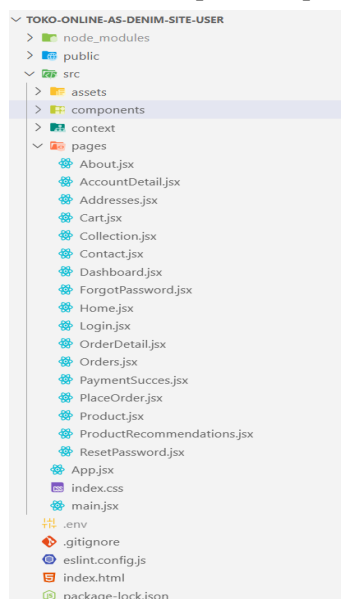 TOKO-ONLINE-AS-DENIM-SITE-USER
node_modules
public
src
assets
components
context
pages
About.jsx
AccountDetail.jsx
Addresses.jsx
Cart.jsx
Collection.jsx
Contact.jsx
Dashboard.jsx
ForgotPassword.jsx
Home.jsx
Login.jsx
OrderDetail.jsx
Orders.jsx
PaymentSucces.jsx
PlaceOrder.jsx
Product.jsx
ProductRecommendations.jsx
ResetPassword.jsx
App.jsx
index.css
main.jsx
.env
.gitignore
eslint.config.js
index.html
package-lock.json